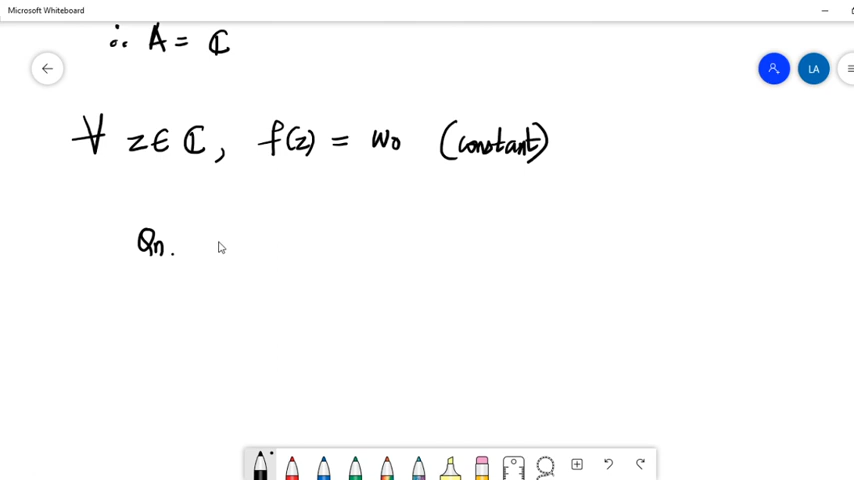 Microsoft Whiteboard
∴ A = ℂ
LA
∀ z ∈ ℂ, f(z) = w₀ (constant)
Qn.